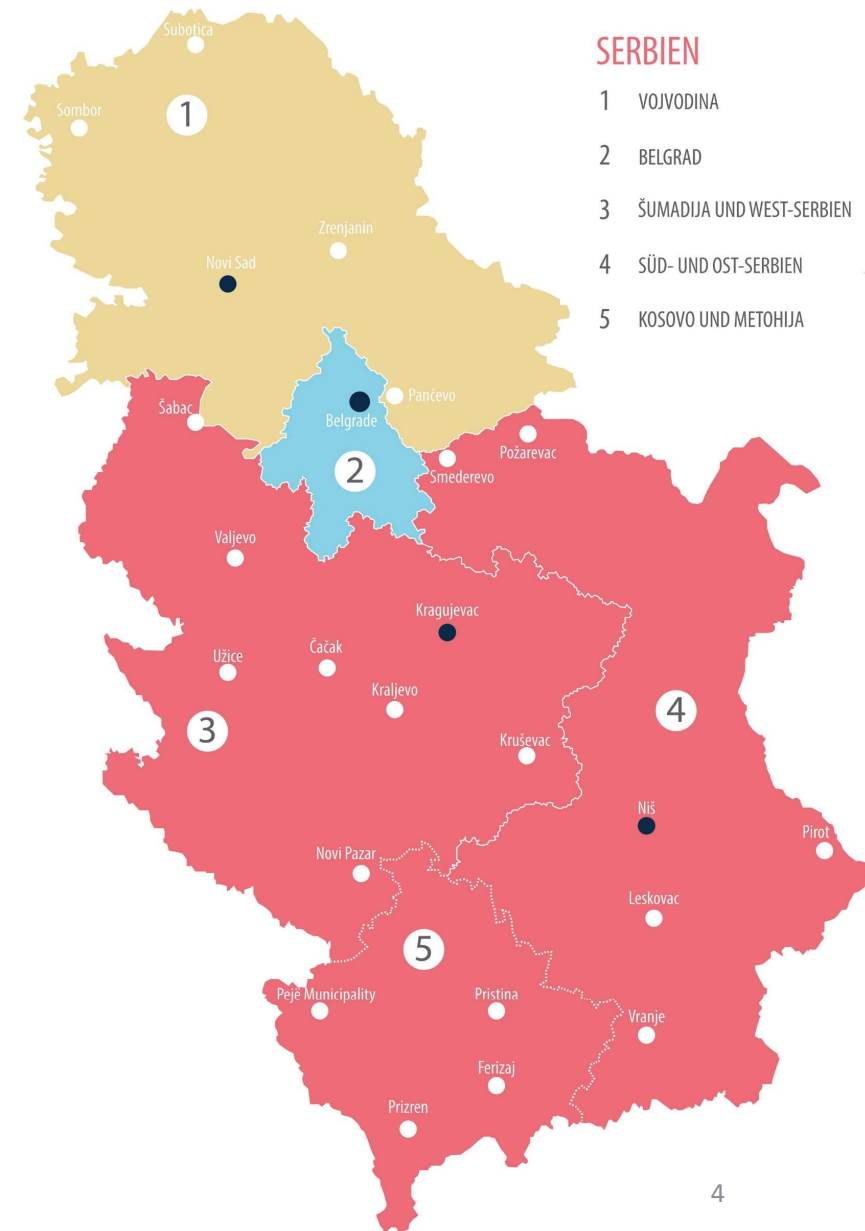 SERBIEN
1 VOJVODINA
2 BELGRAD
3 ŠUMADIJA UND WEST-SERBIEN
4 SÜD- UND OST-SERBIEN
5 KOSOVO UND METOHIJA
Subotica
1
Sombor
Zrenjanin
Novi Sad
Pančevo
Šabac
Belgrade
Požarevac
2
Smederevo
Valjevo
Kragujevac
Čačak
Užice
Kraljevo
4
3
Kruševac
Niš
Pirot
Novi Pazar
Leskovac
5
Pejë Municipality
Pristina
Vranje
Ferizaj
Prizren
4